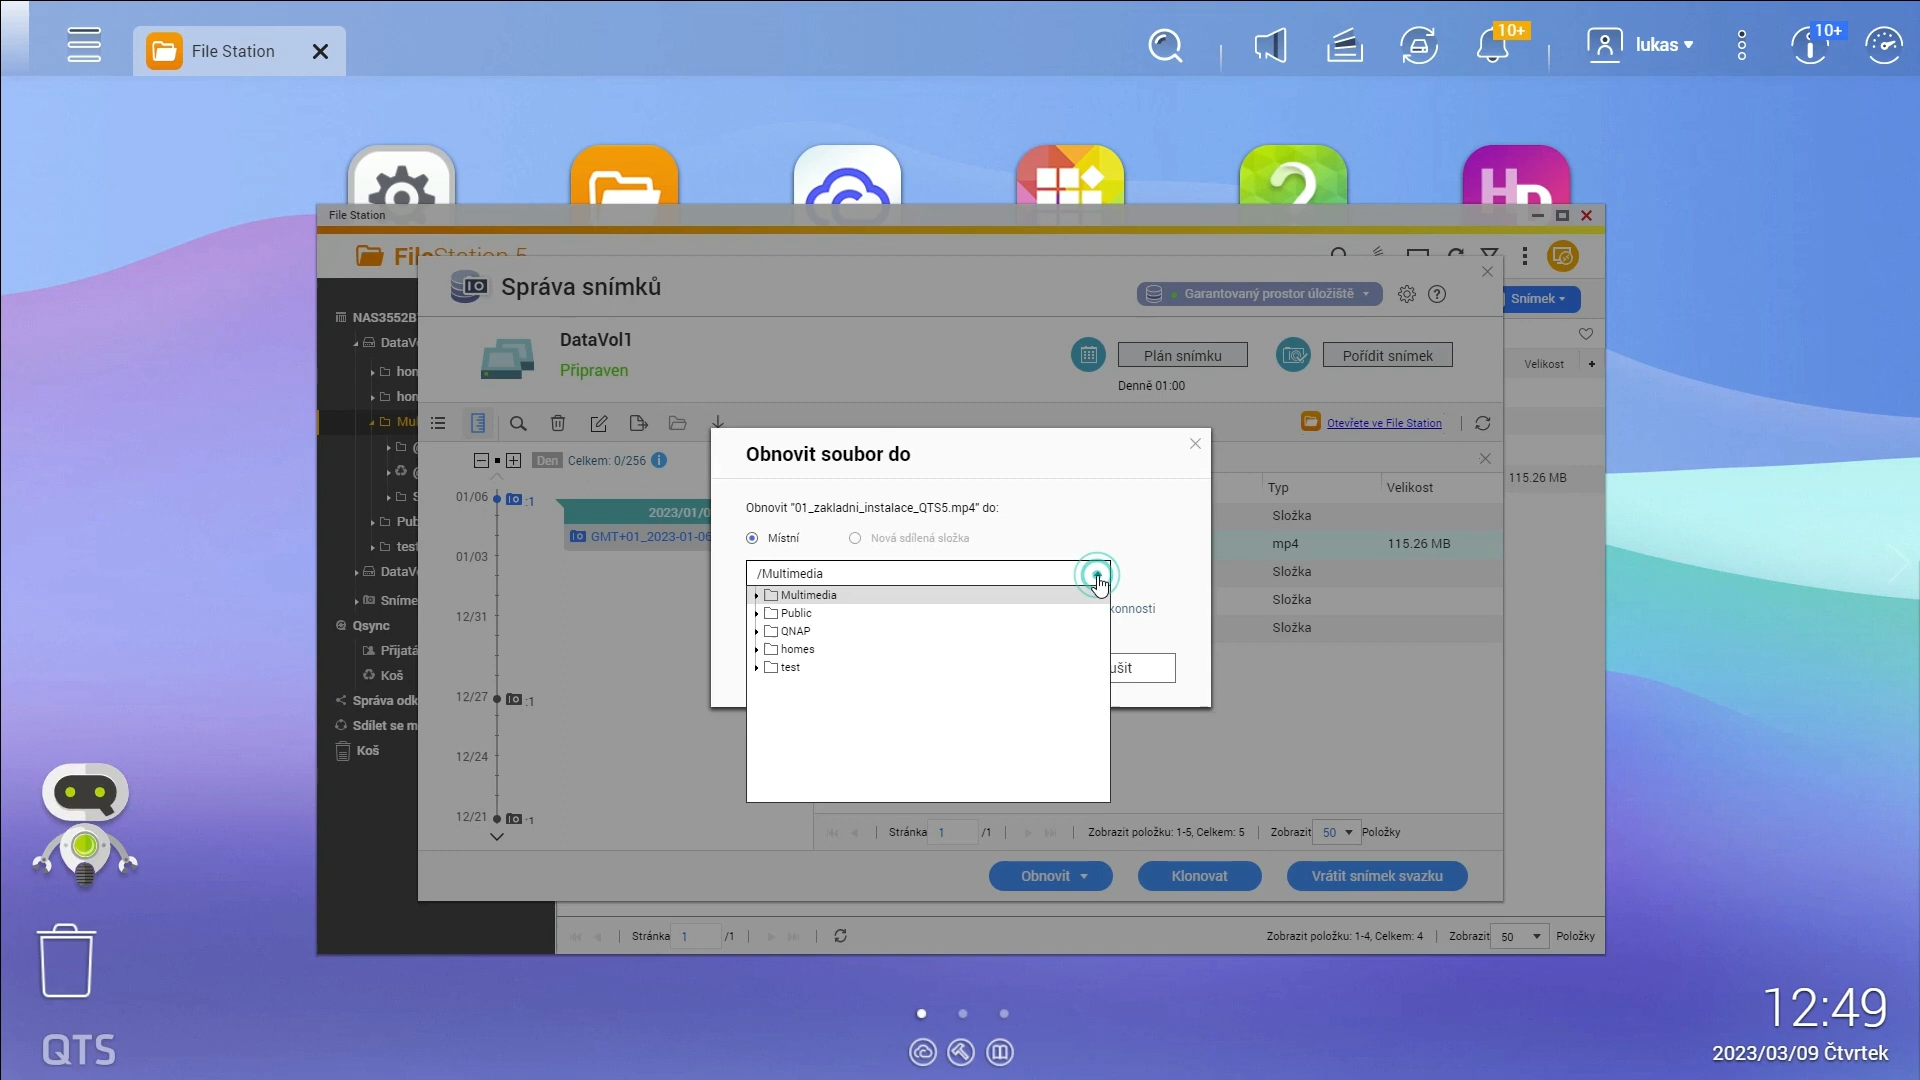 File Station
10+
lukas
10+
File Station
FileStation 5
Správa snímků
Garantovaný prostor úložiště
Snímek
DataVol1
Připraven
Plán snímku
Pořídit snímek
Denně 01:00
Velikost
Otevřete ve File Station
Den
Celkem: 0/256
Obnovit soubor do
Obnovit "01_zakladni_instalace_QTS5.mp4" do:
Místní
Nová sdílená složka
/Multimedia
Multimedia
Public
QNAP
homes
test
01/06
:1
01/03
12/31
12/27
:1
12/24
12/21
2023/01/0
GMT+01_2023-01-06
Typ
Velikost
Složka
mp4
115.26 MB
Složka
Složka
Složka
115.26 MB
Qsync
Koš
Koš
Stránka 1 /1
Zobrazit položku: 1-5, Celkem: 5
Zobrazit 50 Položky
Obnovit
Klonovat
Vrátit snímek svazku
Stránka 1 /1
Zobrazit položku: 1-4, Celkem: 4
Zobrazit 50 Položky
QTS
12:49
2023/03/09 Čtvrtek